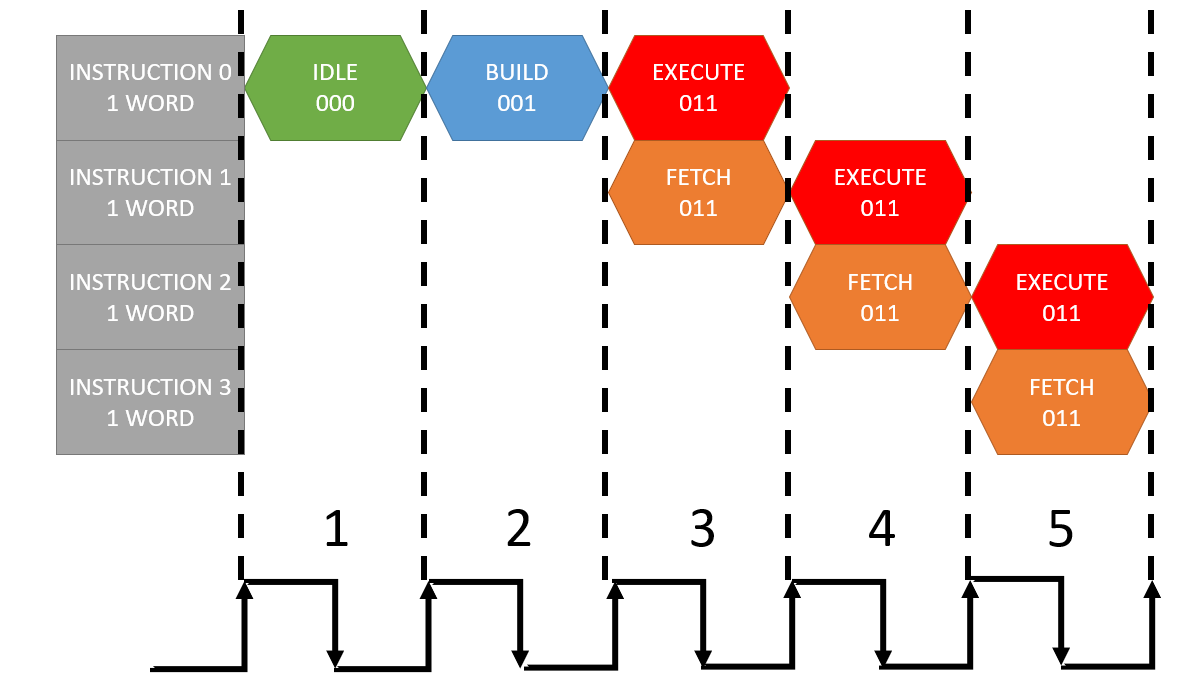 INSTRUCTION 0
1 WORD
IDLE
000
BUILD
001
EXECUTE
011
INSTRUCTION 1
1 WORD
FETCH
011
EXECUTE
011
INSTRUCTION 2
1 WORD
FETCH
011
EXECUTE
011
INSTRUCTION 3
1 WORD
FETCH
011
1 2 3 4 5